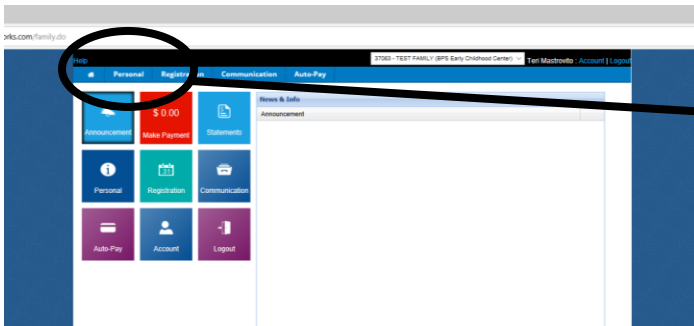 orks.com/family.do
Help 37063 - TEST FAMILY (BPS Early Childhood Center) Teri Mastrovito : Account | Logout
Personal Registration Communication Auto-Pay
News & Info
Announcement
Announcement
$ 0.00
Make Payment
Statements
Personal
Registration
Communication
Auto-Pay
Account
Logout